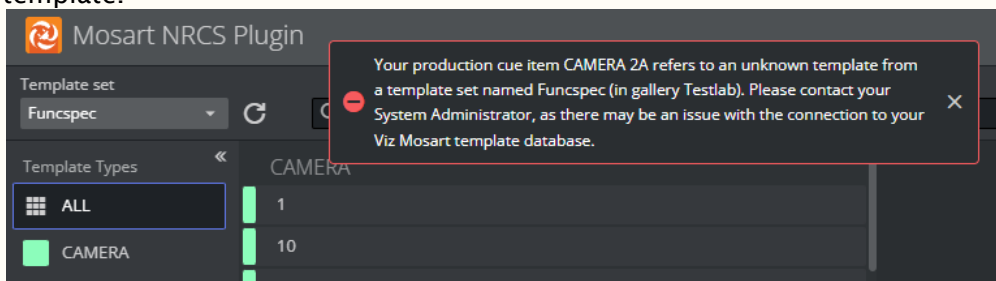 template.
Mosart NRCS Plugin
Your production cue item CAMERA 2A refers to an unknown template from
a template set named Funcspec (in gallery Testlab). Please contact your
System Administrator, as there may be an issue with the connection to your
Viz Mosart template database.
Template set
Funcspec
Template Types
ALL
CAMERA
CAMERA
1
10